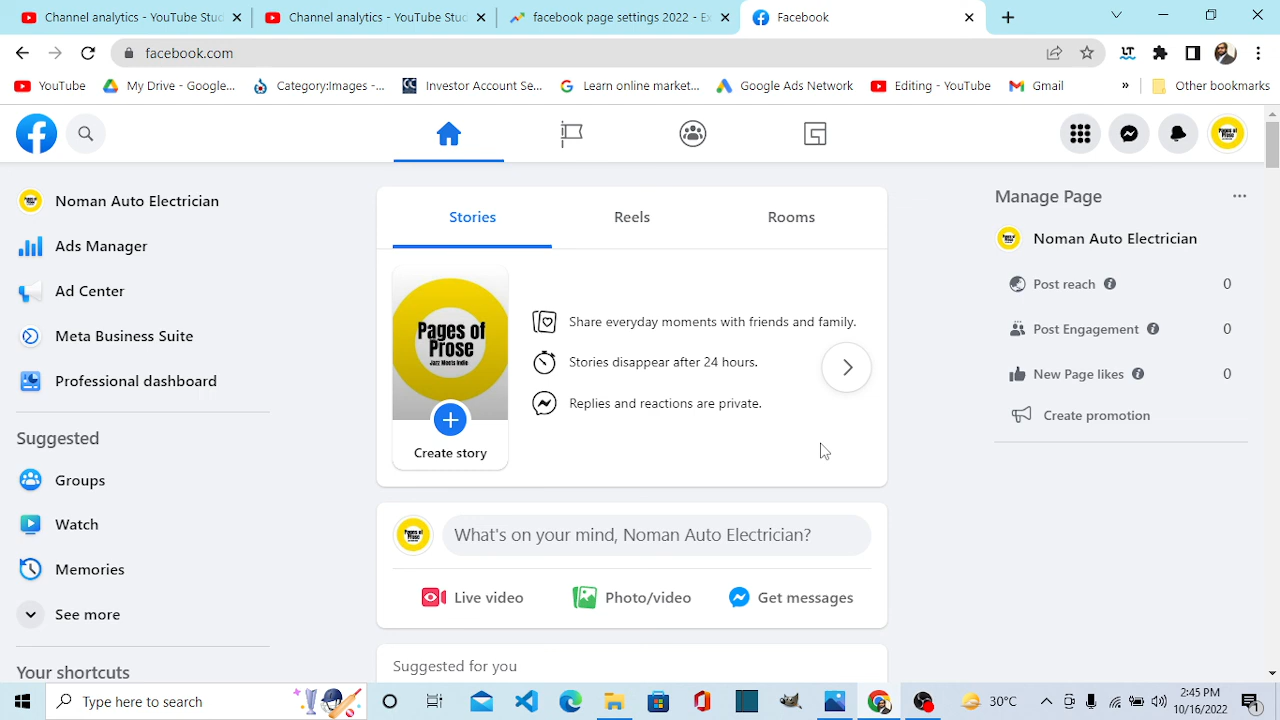 Channel analytics - YouTube Stud
Channel analytics - YouTube Stud
facebook page settings 2022 - Ex
Facebook
facebook.com
YouTube
My Drive - Google...
Category:Images -...
Investor Account Se...
Learn online market...
Google Ads Network
Editing - YouTube
Gmail
»
Other bookmarks
Noman Auto Electrician
Ads Manager
Ad Center
Meta Business Suite
Professional dashboard
Suggested
Groups
Watch
Memories
See more
Your shortcuts
Stories
Reels
Rooms
Pages of
Prose
Jazz Meets Indie
Create story
Share everyday moments with friends and family.
Stories disappear after 24 hours.
Replies and reactions are private.
What's on your mind, Noman Auto Electrician?
Live video
Photo/video
Get messages
Suggested for you
Manage Page
Noman Auto Electrician
Post reach 0
Post Engagement 0
New Page likes 0
Create promotion
Type here to search
30°C
2:45 PM
10/16/2022
1